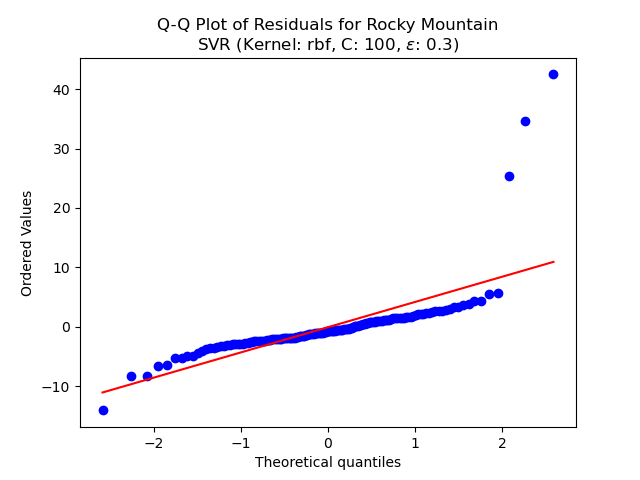 Q-Q Plot of Residuals for Rocky Mountain
SVR (Kernel: rbf, C: 100, ε: 0.3)
Ordered Values
40
30
20
10
0
−10
−2
−1
0
1
2
Theoretical quantiles